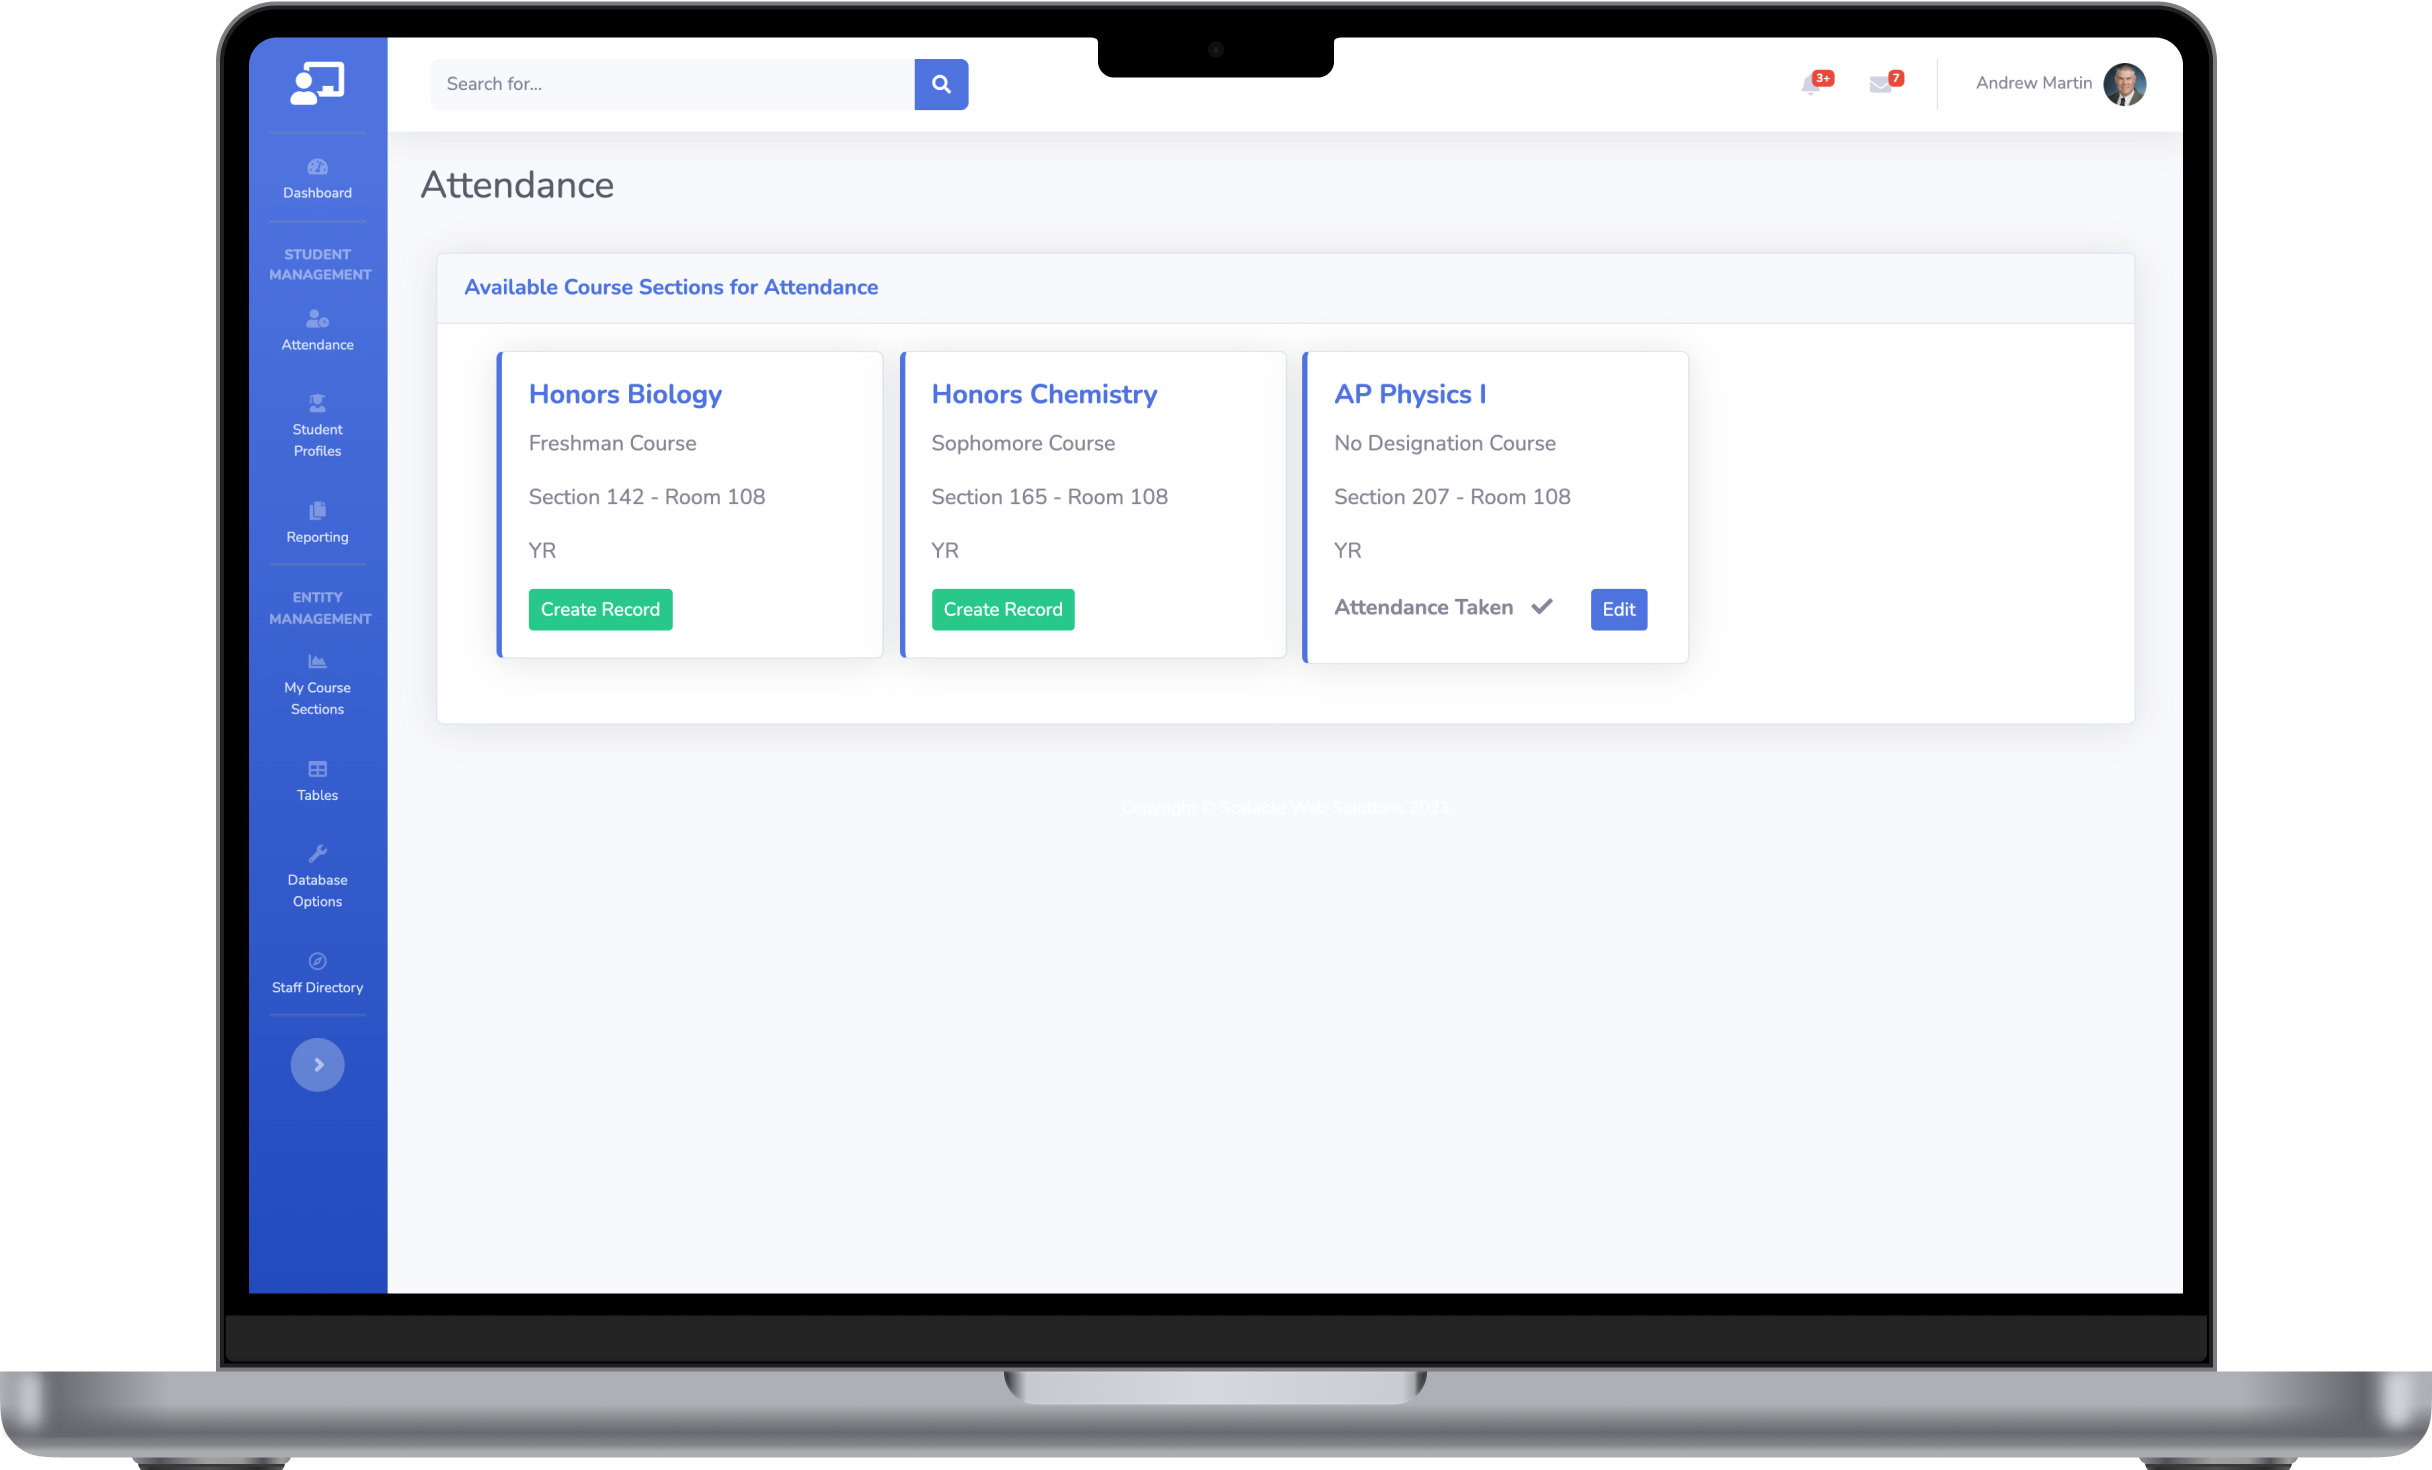 Search for...
3+
7
Andrew Martin
Dashboard
STUDENT
MANAGEMENT
Attendance
Student
Profiles
Reporting
ENTITY
MANAGEMENT
My Course
Sections
Tables
Database
Options
Staff Directory
Attendance
Available Course Sections for Attendance
Honors Biology
Freshman Course
Section 142 - Room 108
YR
Create Record
Honors Chemistry
Sophomore Course
Section 165 - Room 108
YR
Create Record
AP Physics I
No Designation Course
Section 207 - Room 108
YR
Attendance Taken
Edit
Copyright © Scalable Web Solutions 2021